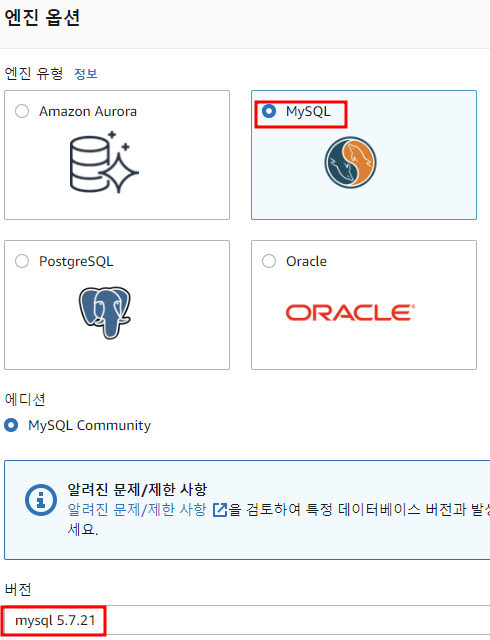 엔진 옵션
엔진 유형 정보
Amazon Aurora
MySQL
PostgreSQL
Oracle
ORACLE
에디션
MySQL Community
알려진 문제/제한 사항
알려진 문제/제한 사항 을 검토하여 특정 데이터베이스 버전과 발생
세요.
버전
mysql 5.7.21